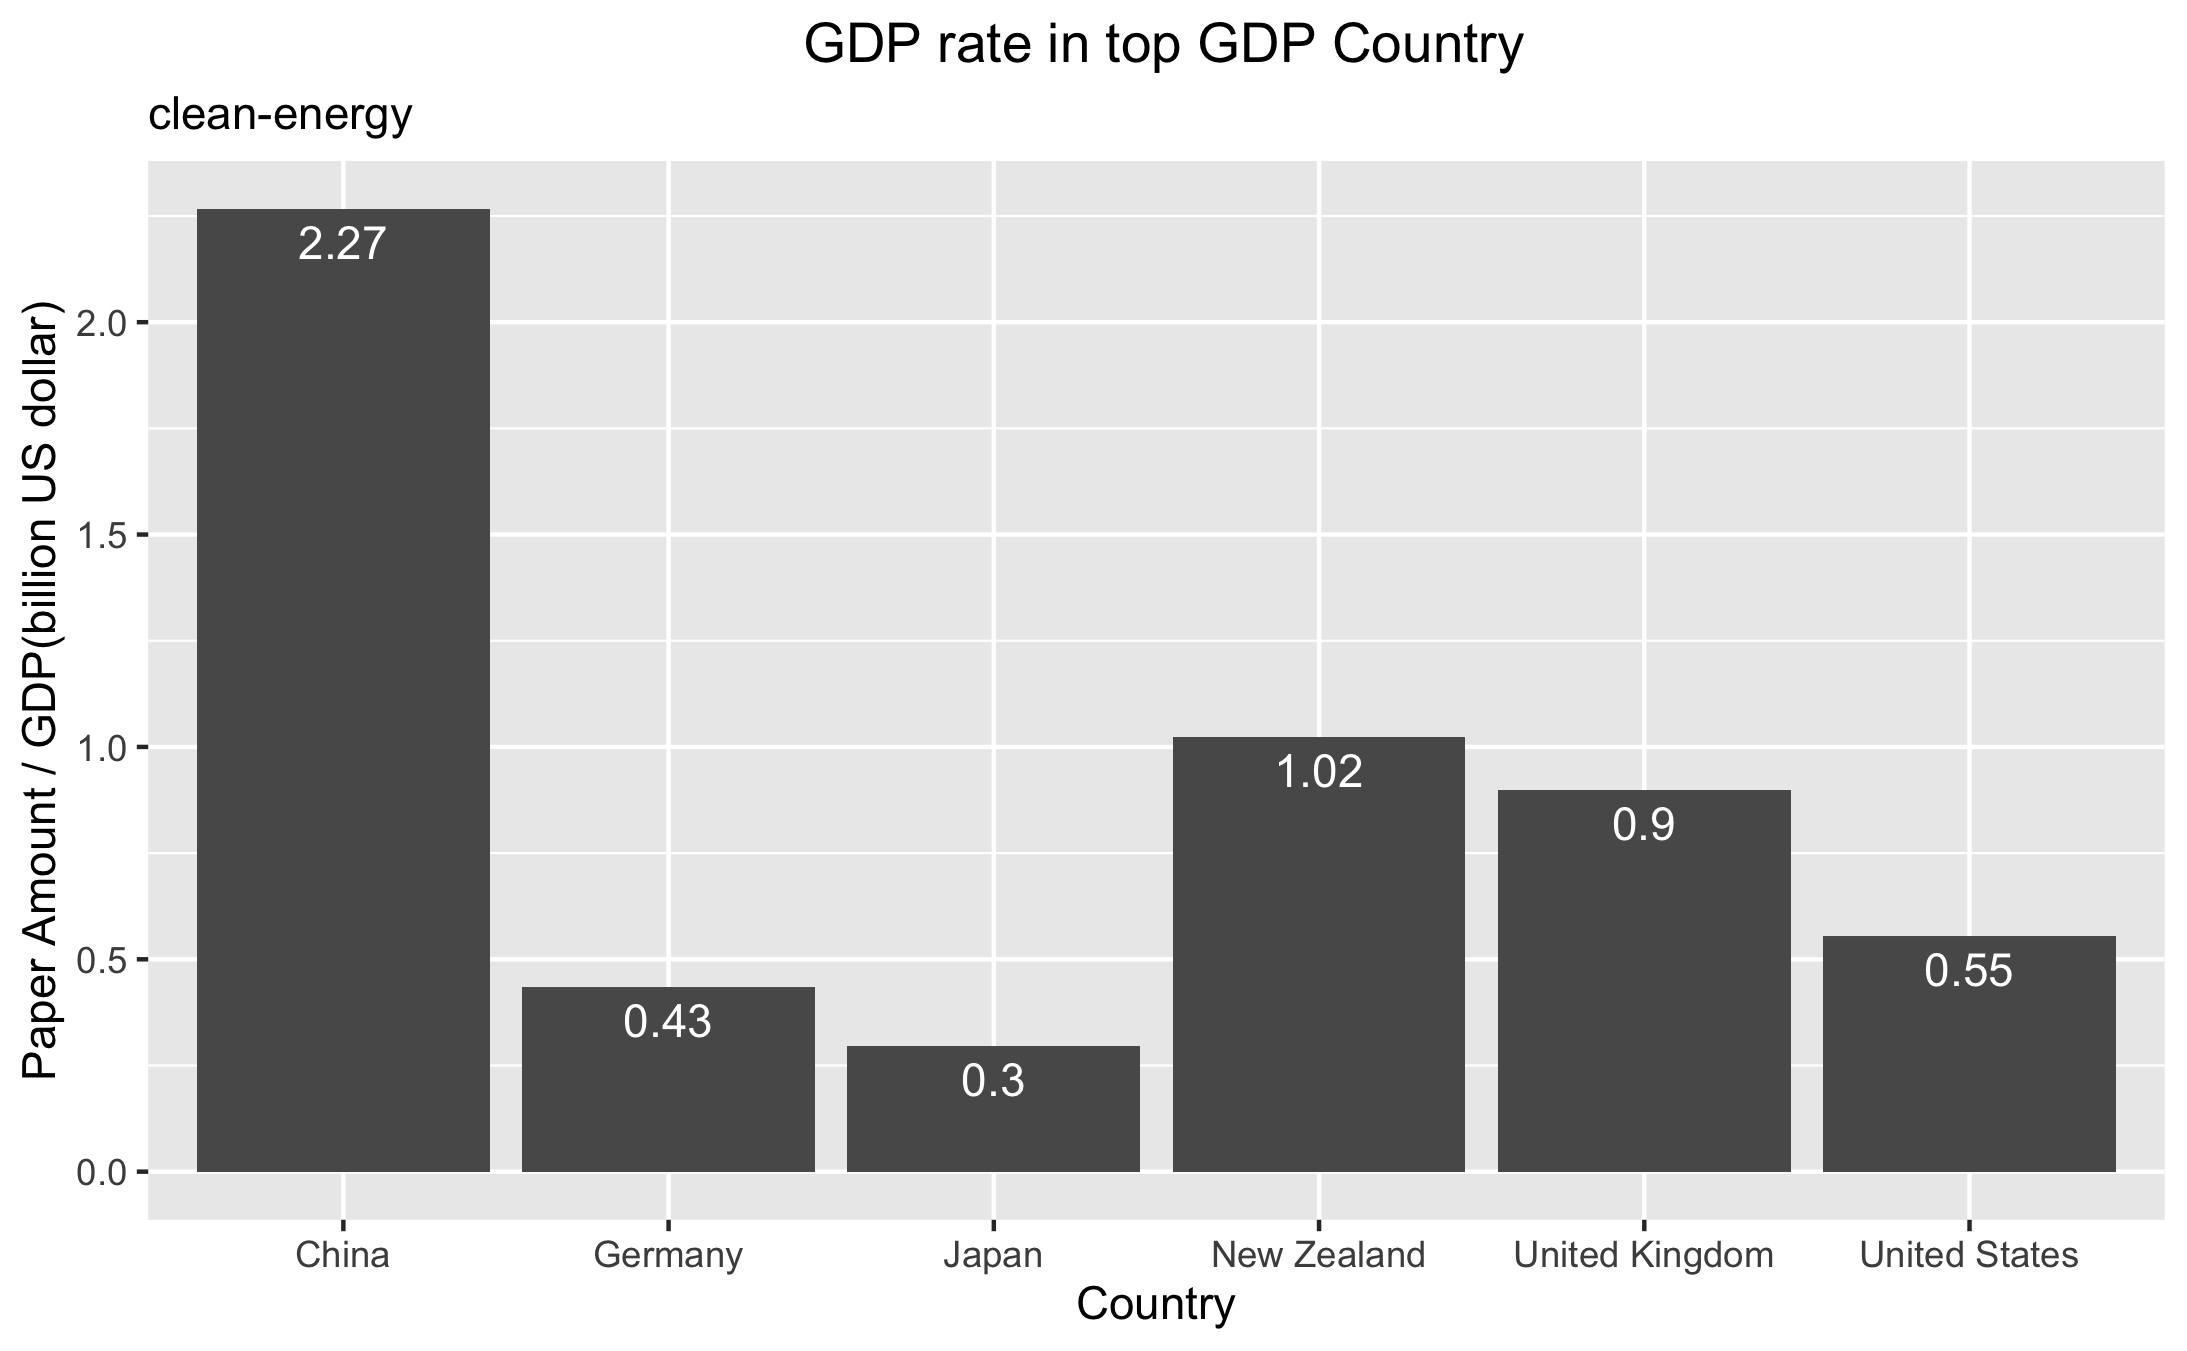 GDP rate in top GDP Country
clean-energy
Paper Amount / GDP(billion US dollar)
2.0
1.5
1.0
0.5
0.0
2.27
0.43
0.3
1.02
0.9
0.55
China
Germany
Japan
New Zealand
United Kingdom
United States
Country